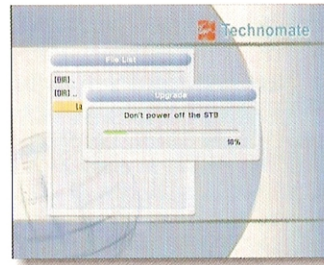 Technomate
File List
[DIR] .
[DIR] ..
Upgrade
Don't power off the STB
10%